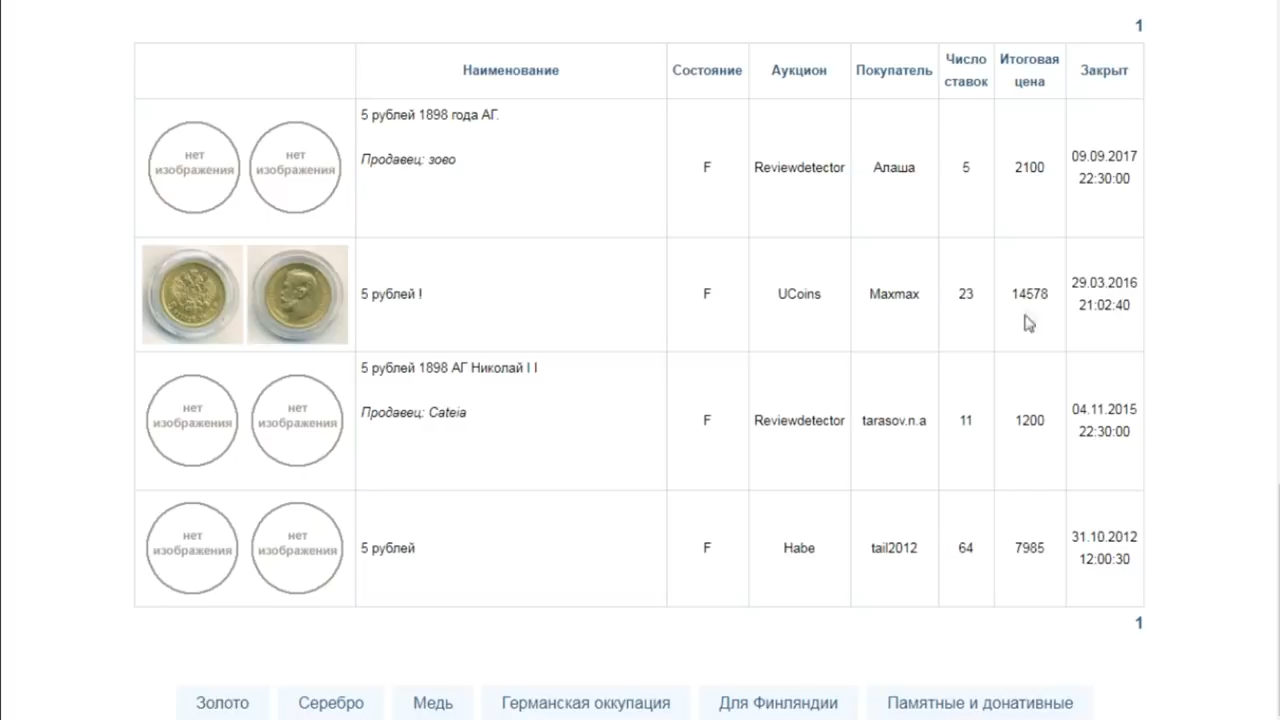 1
Наименование
Состояние
Аукцион
Покупатель
Число
ставок
Итоговая
цена
Закрыт
нет
изображения
нет
изображения
5 рублей 1898 года АГ.
Продавец: зово
F
Reviewdetector
Алаша
5
2100
09.09.2017
22:30:00
5 рублей !
F
UCoins
Maxmax
23
14578
29.03.2016
21:02:40
нет
изображения
нет
изображения
5 рублей 1898 АГ Николай I I
Продавец: Cateia
F
Reviewdetector
tarasov.n.a
11
1200
04.11.2015
22:30:00
нет
изображения
нет
изображения
5 рублей
F
Habe
tail2012
64
7985
31.10.2012
12:00:30
1
Золото
Серебро
Медь
Германская оккупация
Для Финляндии
Памятные и донативные